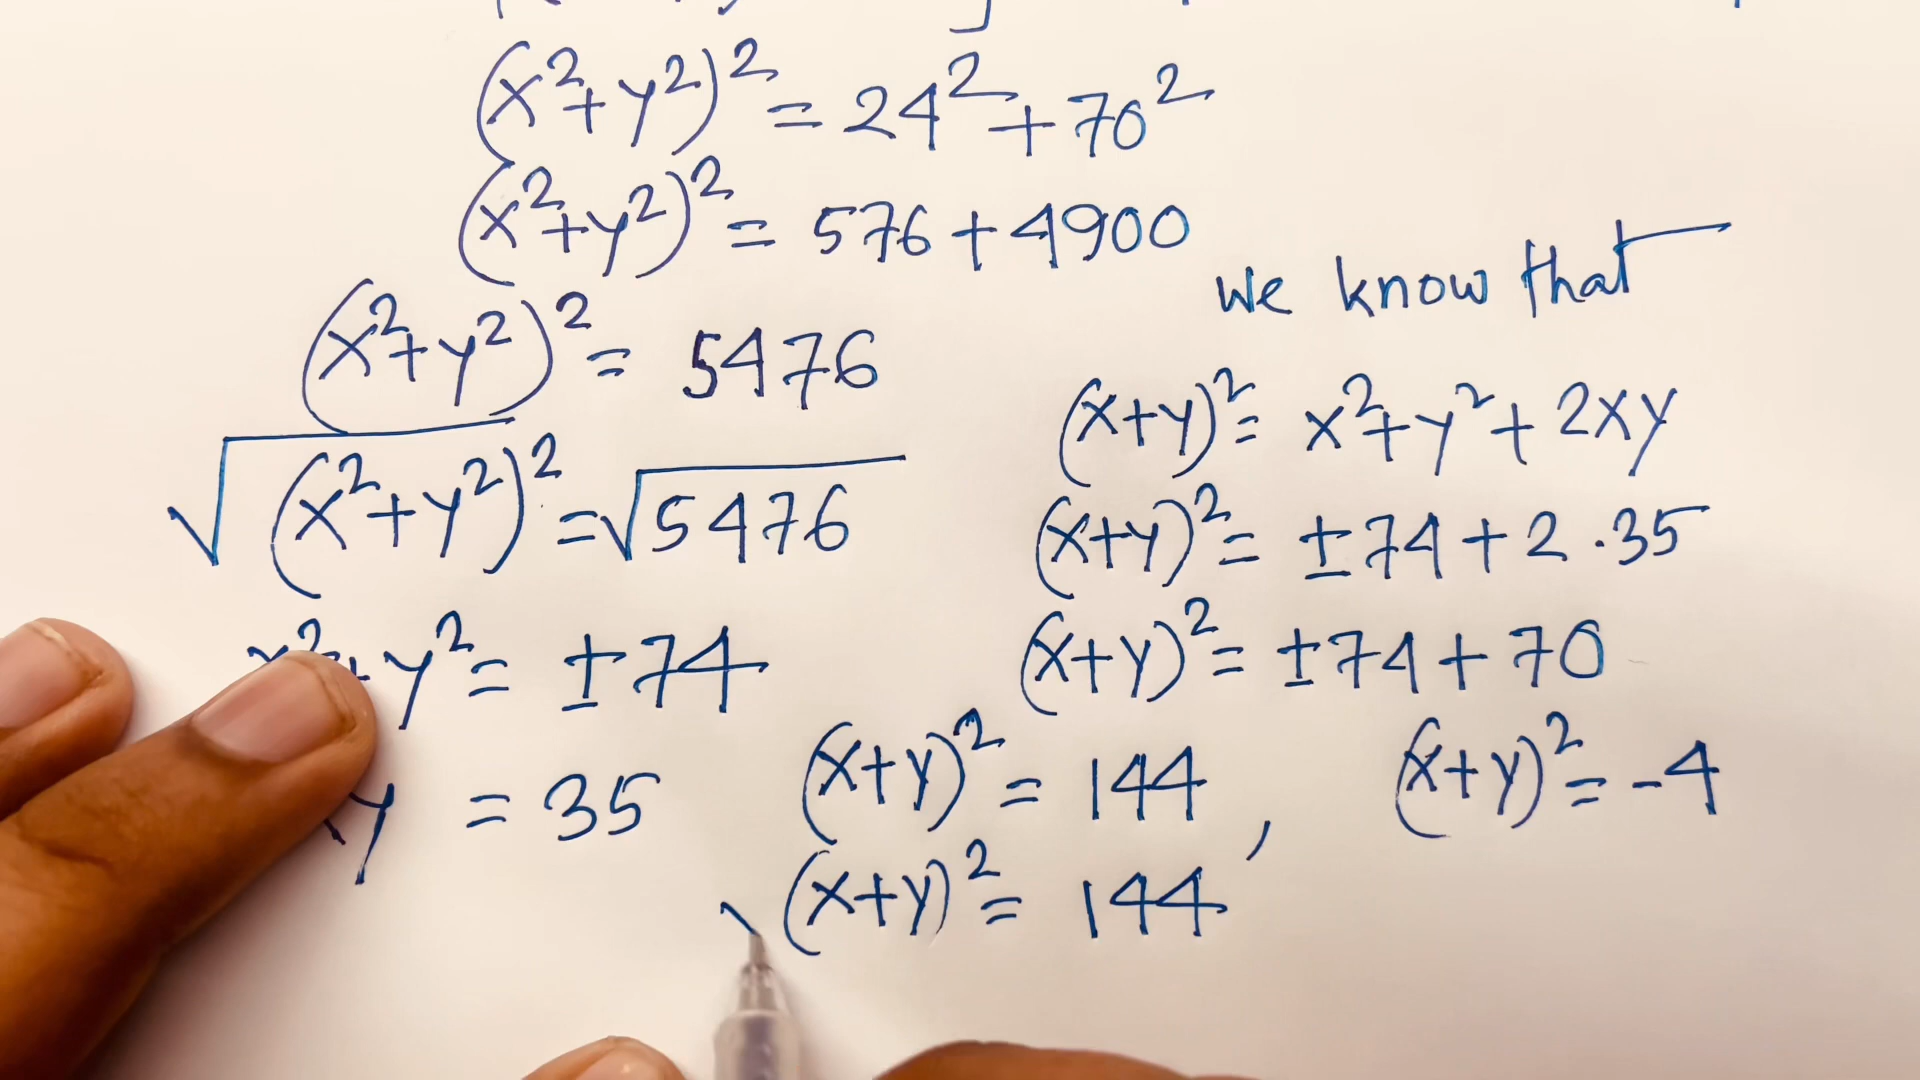 (x²+y²)² = 24² + 70²
(x²+y²)² = 576 + 4900
(x²+y²)² = 5476
√(x²+y²)² = √5476
x²+y² = ±74
y = 35
we know that
(x+y)² = x²+y²+2xy
(x+y)² = ±74+2·35
(x+y)² = ±74+70
(x+y)² = 144, (x+y)² = -4
(x+y)² = 144